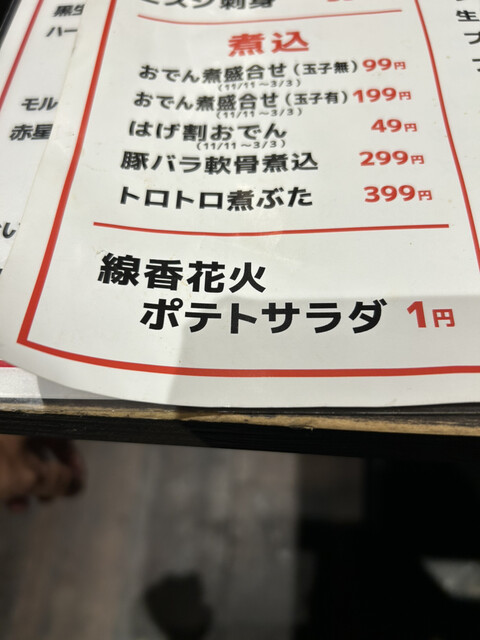 煮込
おでん煮盛合せ（玉子無）99円
（11/11～3/3）
おでん煮盛合せ（玉子有）199円
（11/11～3/3）
はげ割おでん 49円
（11/11～3/3）
豚バラ軟骨煮込 299円
トロトロ煮ぶた 399円
線香花火
ポテトサラダ 1円
モル
赤星